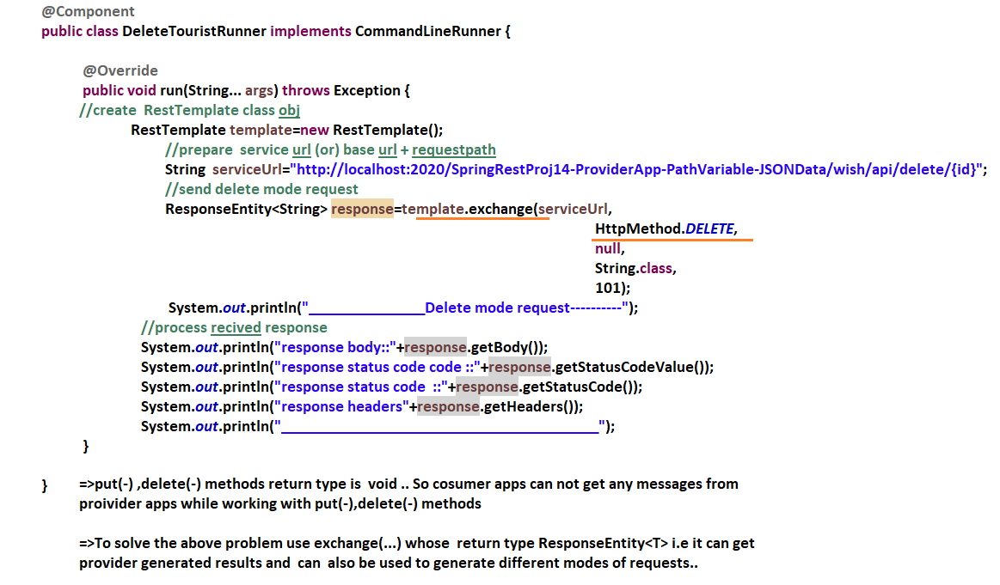 @Component
public class DeleteTouristRunner implements CommandLineRunner {
@Override
public void run(String... args) throws Exception {
//create  RestTemplate class obj
RestTemplate template=new RestTemplate();
//prepare  service url (or) base url + requestpath
String  serviceUrl="http://localhost:2020/SpringRestProj14-ProviderApp-PathVariable-JSONData/wish/api/delete/{id}";
//send delete mode request
ResponseEntity<String> response=template.exchange(serviceUrl,
HttpMethod.DELETE,
null,
String.class,
101);
System.out.println("________________Delete mode request----------");
//process recived response
System.out.println("response body::"+response.getBody());
System.out.println("response status code code ::"+response.getStatusCodeValue());
System.out.println("response status code  ::"+response.getStatusCode());
System.out.println("response headers"+response.getHeaders());
System.out.println("____________________________________________");
}
} =>put(-) ,delete(-) methods return type is  void .. So cosumer apps can not get any messages from
proivider apps while working with put(-),delete(-) methods
=>To solve the above problem use exchange(...) whose  return type ResponseEntity<T> i.e it can get
provider generated results and  can  also be used to generate different modes of requests..